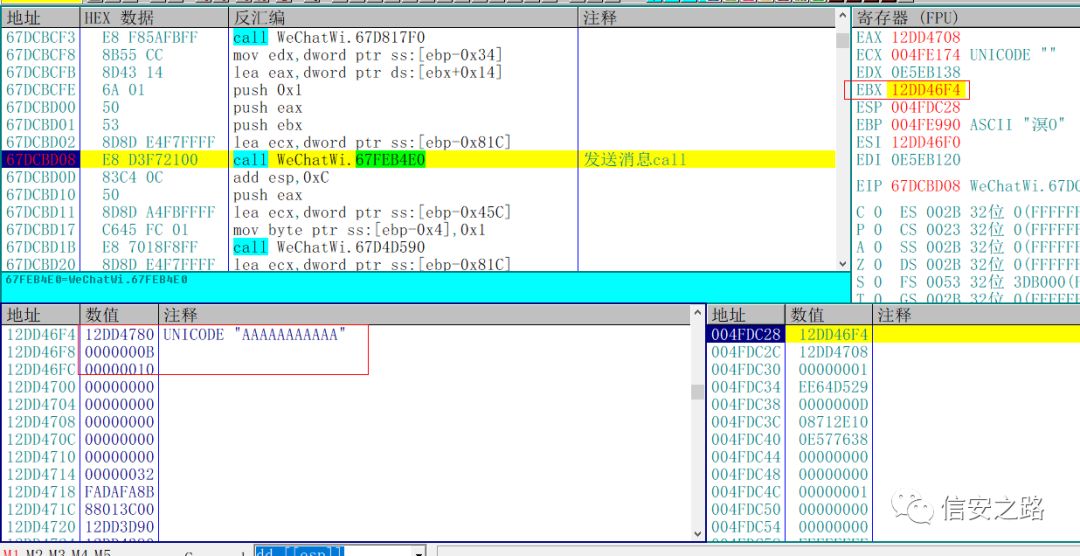 地址 HEX 数据 反汇编 注释
67DCBCF3 E8 F85AFBFF call WeChatWi.67D817F0
67DCBCF8 8B55 CC mov edx,dword ptr ss:[ebp-0x34]
67DCBCFB 8D43 14 lea eax,dword ptr ds:[ebx+0x14]
67DCBCFE 6A 01 push 0x1
67DCBD00 50 push eax
67DCBD01 53 push ebx
67DCBD02 8D8D E4F7FFFF lea ecx,dword ptr ss:[ebp-0x81C]
67DCBD08 E8 D3F72100 call WeChatWi.67FEB4E0 发送消息call
67DCBD0D 83C4 0C add esp,0xC
67DCBD10 50 push eax
67DCBD11 8D8D A4FBFFFF lea ecx,dword ptr ss:[ebp-0x45C]
67DCBD17 C645 FC 01 mov byte ptr ss:[ebp-0x4],0x1
67DCBD1B E8 7018F8FF call WeChatWi.67D4D590
67DCBD20 8D8D E4F7FFFF lea ecx,dword ptr ss:[ebp-0x81C]
67FEB4E0=WeChatWi.67FEB4E0
寄存器 (FPU)
EAX 12DD4708
ECX 004FE174 UNICODE ""
EDX 0E5EB138
EBX 12DD46F4
ESP 004FDC28
EBP 004FE990 ASCII "溟O"
ESI 12DD46F0
EDI 0E5EB120
EIP 67DCBD08 WeChatWi.67DC
C 0 ES 002B 32位 0(FFFFFF
P 0 CS 0023 32位 0(FFFFFF
A 0 SS 002B 32位 0(FFFFFF
Z 0 DS 002B 32位 0(FFFFFF
S 0 FS 0053 32位 3DB000(F
T 0 GS 002B 32位 0(FFFFFF
地址 数值 注释
12DD46F4 12DD4780 UNICODE "AAAAAAAAAAA"
12DD46F8 0000000B
12DD46FC 00000010
12DD4700 00000000
12DD4704 00000000
12DD4708 00000000
12DD470C 00000000
12DD4710 00000000
12DD4714 00000032
12DD4718 FADAFA8B
12DD471C 88013C00
12DD4720 12DD3D90
地址 数值 注释
004FDC28 12DD46F4
004FDC2C 12DD4708
004FDC30 00000001
004FDC34 EE64D529
004FDC38 0000000D
004FDC3C 08712E10
004FDC40 0E577638
004FDC44 00000000
004FDC48 00000000
004FDC4C 00000001
004FDC50 00000000
004FDC54 00000000
信安之路
M1 M2 M3 M4 M5
dd [[esp]]